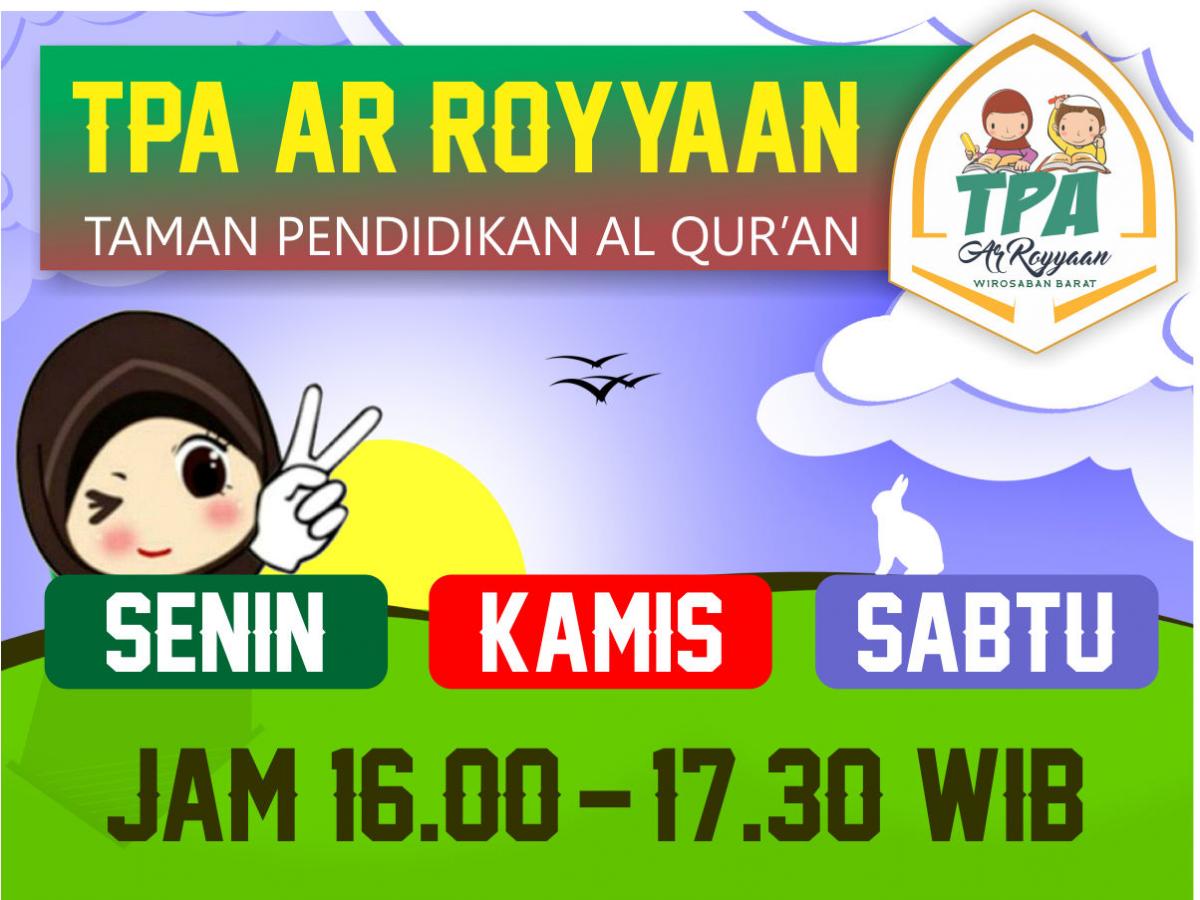 TPA AR ROYYAAN
TAMAN PENDIDIKAN AL QUR'AN
TPA
Ar Royyaan
WIROSABAN BARAT
SENIN
KAMIS
SABTU
JAM 16.00 – 17.30 WIB